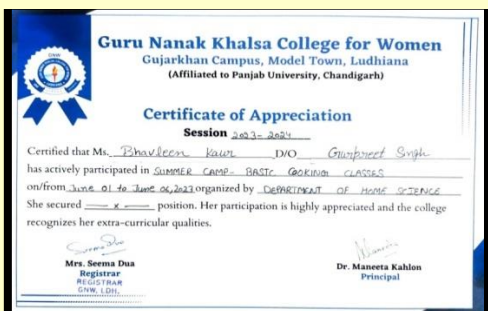 Guru Nanak Khalsa College for Women
Gujarkhan Campus, Model Town, Ludhiana
(Affiliated to Panjab University, Chandigarh)
Certificate of Appreciation
Session 2023-2024
Certified that Ms. Bhavleen Kaur D/O Gurpreet Singh
has actively participated in SUMMER CAMP- BASIC COOKING CLASSES
on/from June 01 to June 06, 2023 organized by DEPARTMENT OF HOME SCIENCE
She secured — x — position. Her participation is highly appreciated and the college
recognizes her extra-curricular qualities.
Seema Dua
Mrs. Seema Dua
Registrar
REGISTRAR
GNW, LDH.
Dr. Maneeta Kahlon
Principal